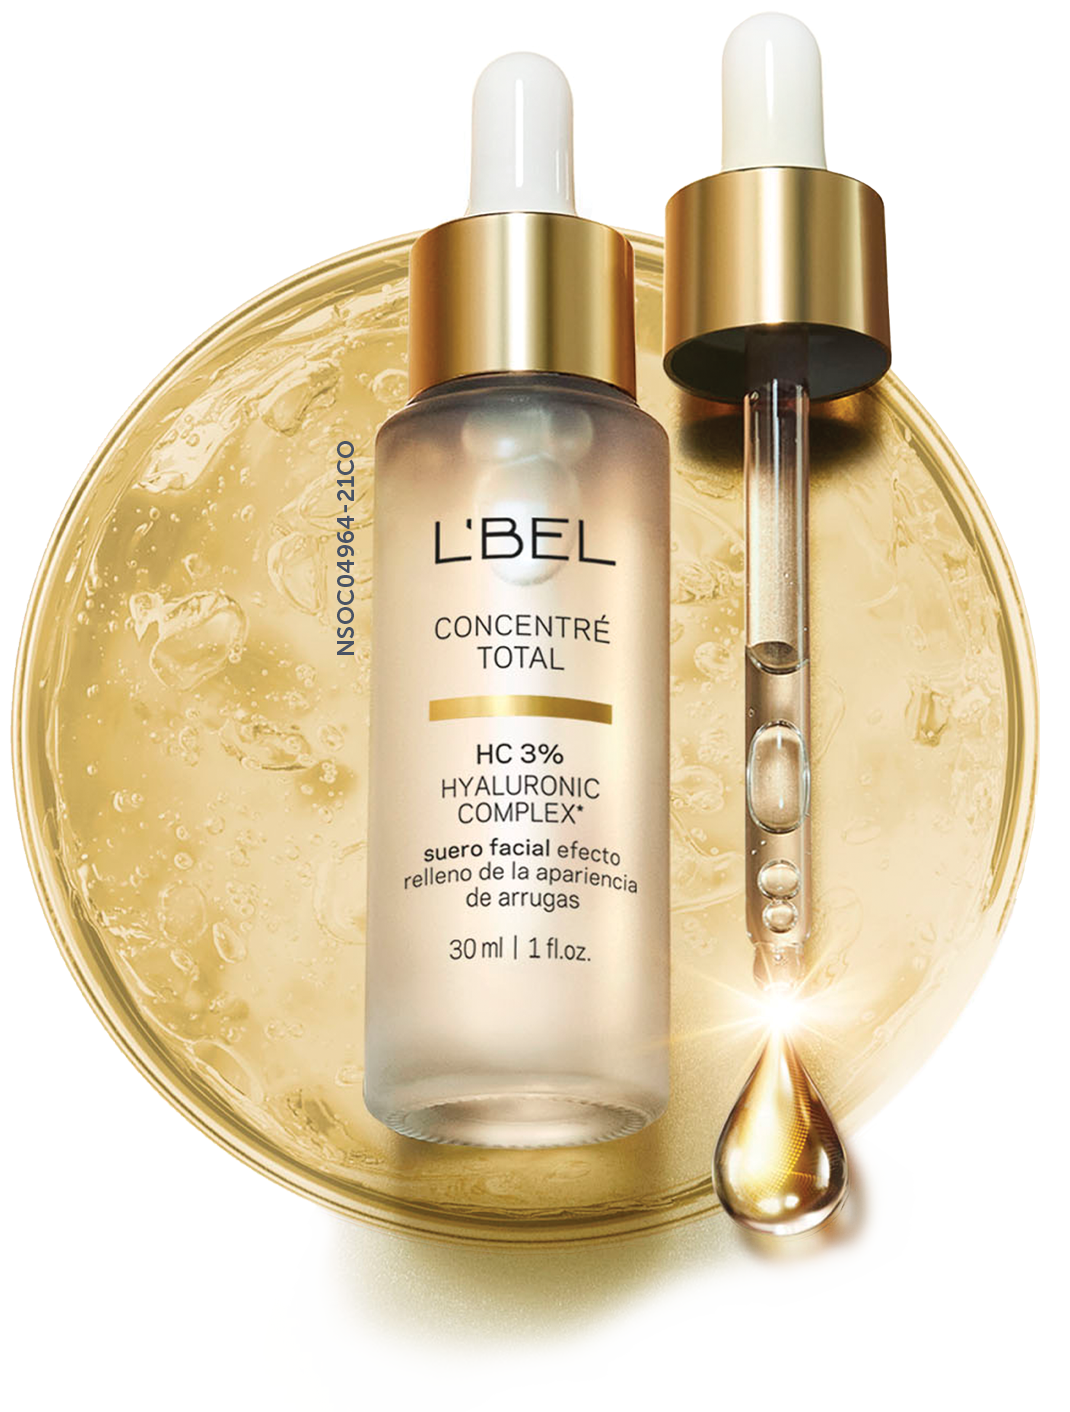 NSOC04964-21CO
L'BEL
CONCENTRÉ
TOTAL
HC 3%
HYALURONIC
COMPLEX*
suero facial efecto
relleno de la apariencia
de arrugas
30 ml | 1 fl.oz.